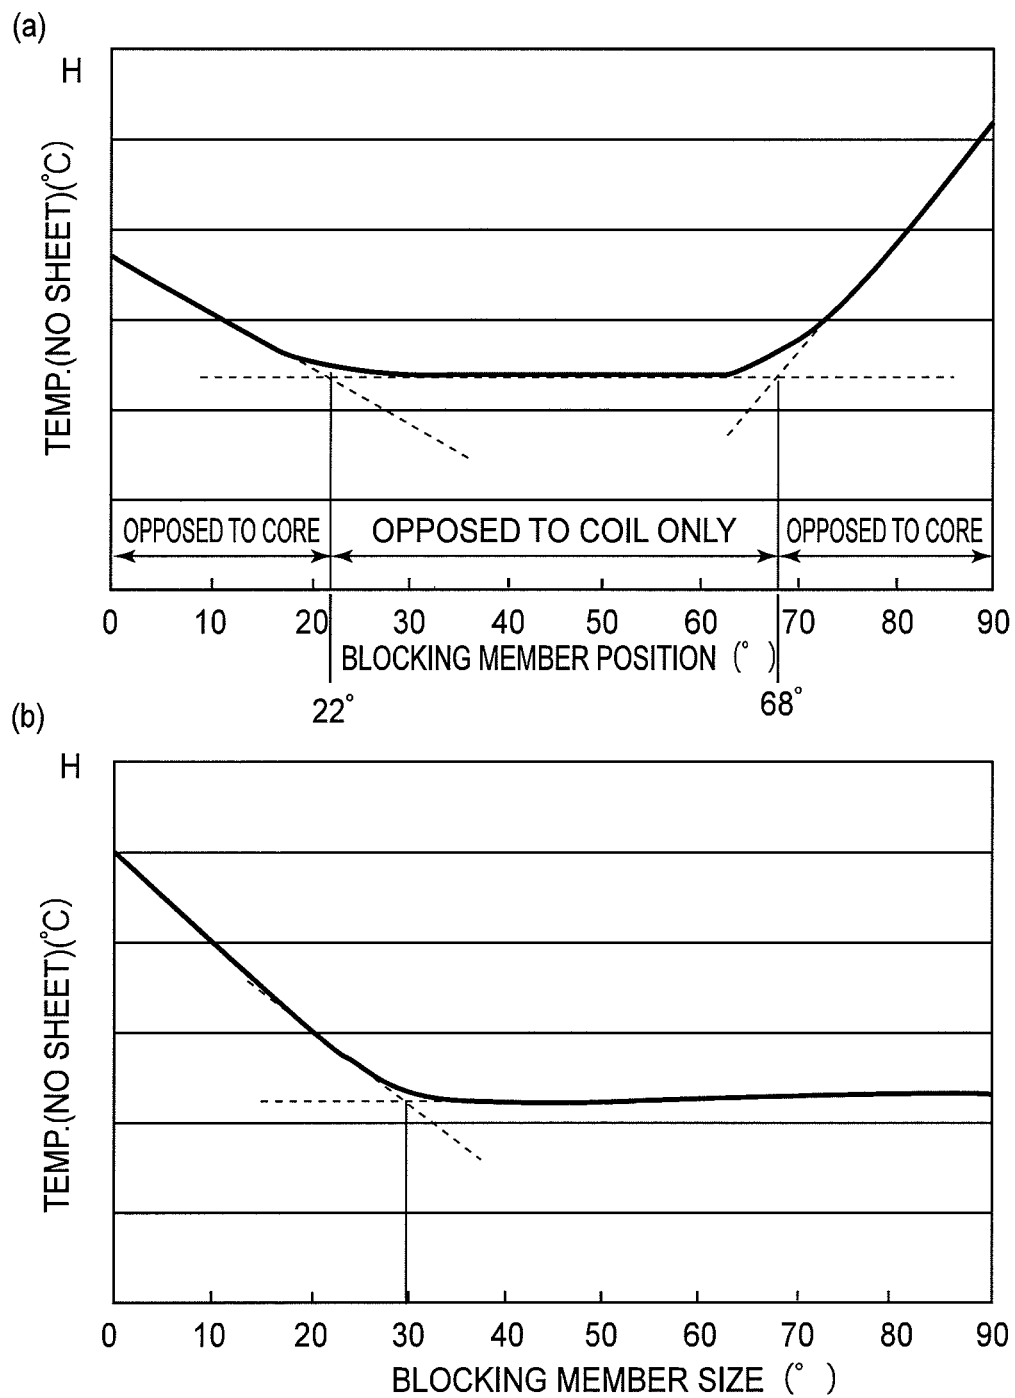 (a)
H
TEMP.(NO SHEET)(°C)
OPPOSED TO CORE OPPOSED TO COIL ONLY OPPOSED TO CORE
0 10 20 30 40 50 60 70 80 90
BLOCKING MEMBER POSITION (°)
22° 68°
(b)
H
TEMP.(NO SHEET)(°C)
0 10 20 30 40 50 60 70 80 90
BLOCKING MEMBER SIZE (°)